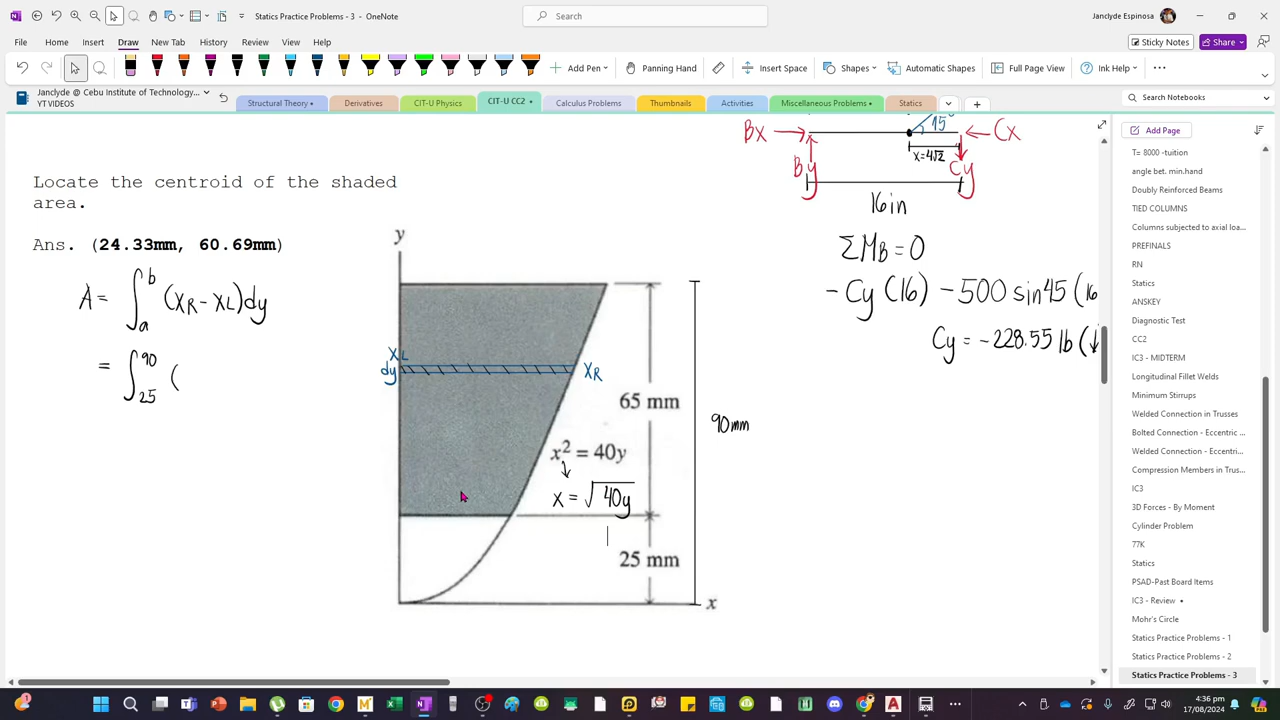 Statics Practice Problems - 3 - OneNote
Search
Janclyde Espinosa
File Home Insert Draw New Tab History Review View Help
Sticky Notes
Share
Add Pen
Panning Hand
Insert Space
Shapes
Automatic Shapes
Full Page View
Ink Help
Janclyde @ Cebu Institute of Technology...
YT VIDEOS
Structural Theory
Derivatives
CIT-U Physics
CIT-U CC2
Calculus Problems
Thumbnails
Activities
Miscellaneous Problems
Statics
Search Notebooks
Add Page
Locate the centroid of the shaded
area.
Ans. (24.33mm, 60.69mm)
A = ∫ₐᵇ (XR - XL)dy
= ∫₂₅⁹⁰ (
y
XL
dy
XR
65 mm
90mm
x² = 40y
x = √40y
25 mm
x
15°
BX
CX
x=4√2
By
Cy
16in
ΣMB = 0
- Cy (16) - 500 sin45 (16
Cy = -228.55 lb (↓
T= 8000 -tuition
angle bet. min.hand
Doubly Reinforced Beams
TIED COLUMNS
Columns subjected to axial loa...
PREFINALS
RN
Statics
ANSKEY
Diagnostic Test
CC2
IC3 - MIDTERM
Longitudinal Fillet Welds
Minimum Stirrups
Welded Connection in Trusses
Bolted Connection - Eccentric ...
Welded Connection - Eccentri...
Compression Members in Trus...
IC3
3D Forces - By Moment
Cylinder Problem
77K
Statics
PSAD-Past Board Items
IC3 - Review
Mohr's Circle
Statics Practice Problems - 1
Statics Practice Problems - 2
Statics Practice Problems - 3
4:36 pm
17/08/2024